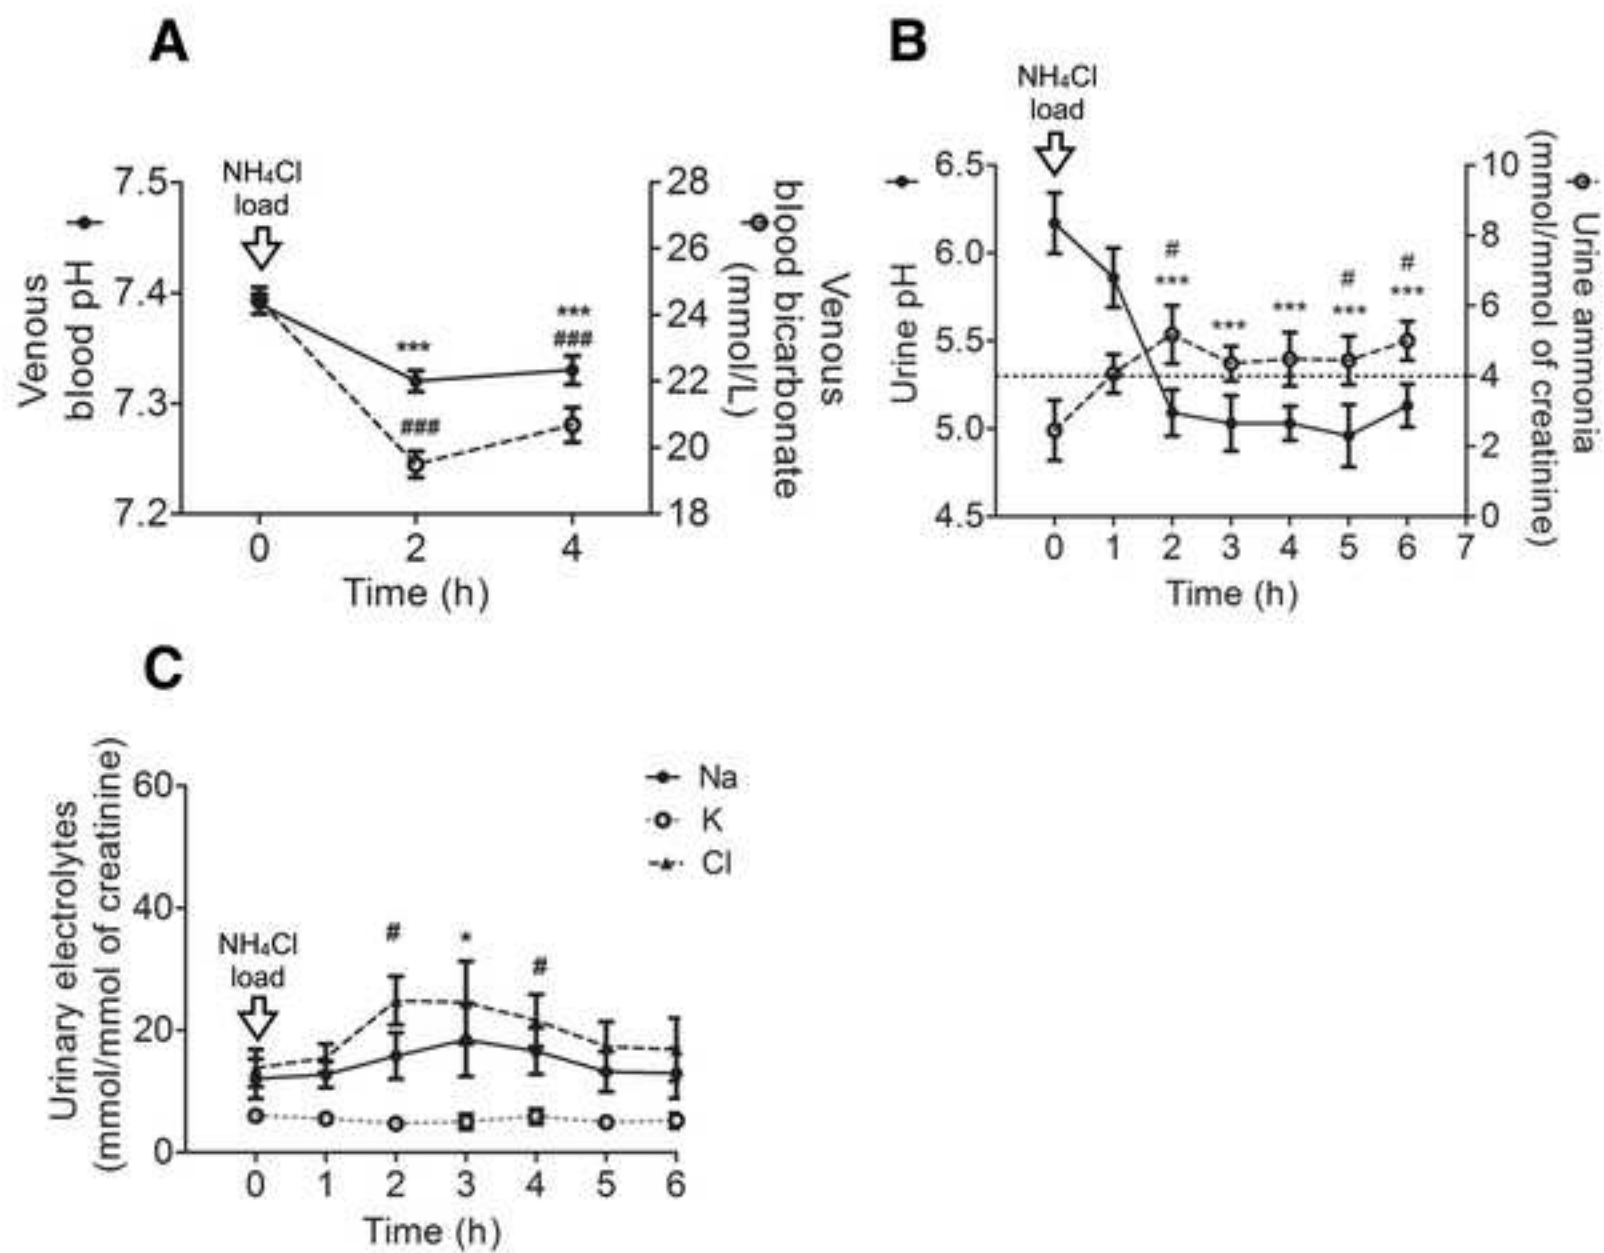 A
NH₄Cl
load
7.5
7.4
7.3
7.2
Venous
blood pH
28
26
24
22
20
18
Venous
blood bicarbonate
(mmol/L)
***
###
***
###
0 2 4
Time (h)
B
NH₄Cl
load
6.5
6.0
5.5
5.0
4.5
Urine pH
10
8
6
4
2
0
Urine ammonia
(mmol/mmol of creatinine)
#
***
***
***
#
***
#
***
0 1 2 3 4 5 6 7
Time (h)
C
Na
K
Cl
60
40
20
0
Urinary electrolytes
(mmol/mmol of creatinine)
NH₄Cl
load
#
*
#
0 1 2 3 4 5 6
Time (h)